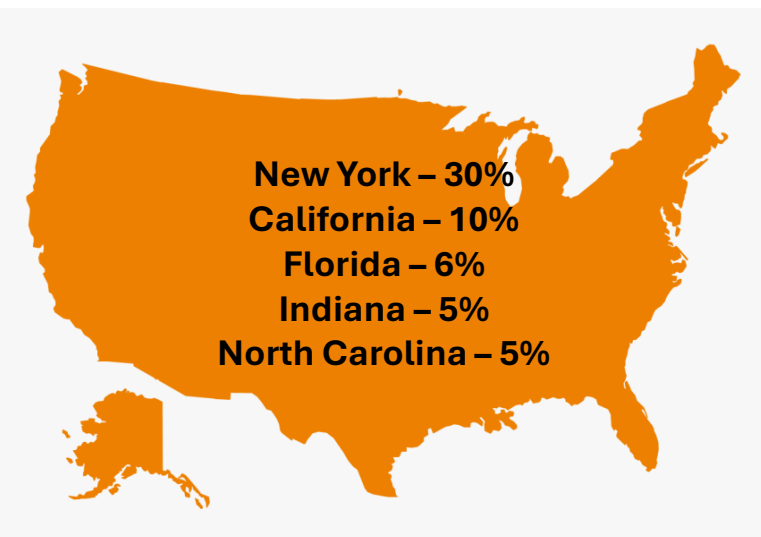 New York – 30%
California – 10%
Florida – 6%
Indiana – 5%
North Carolina – 5%